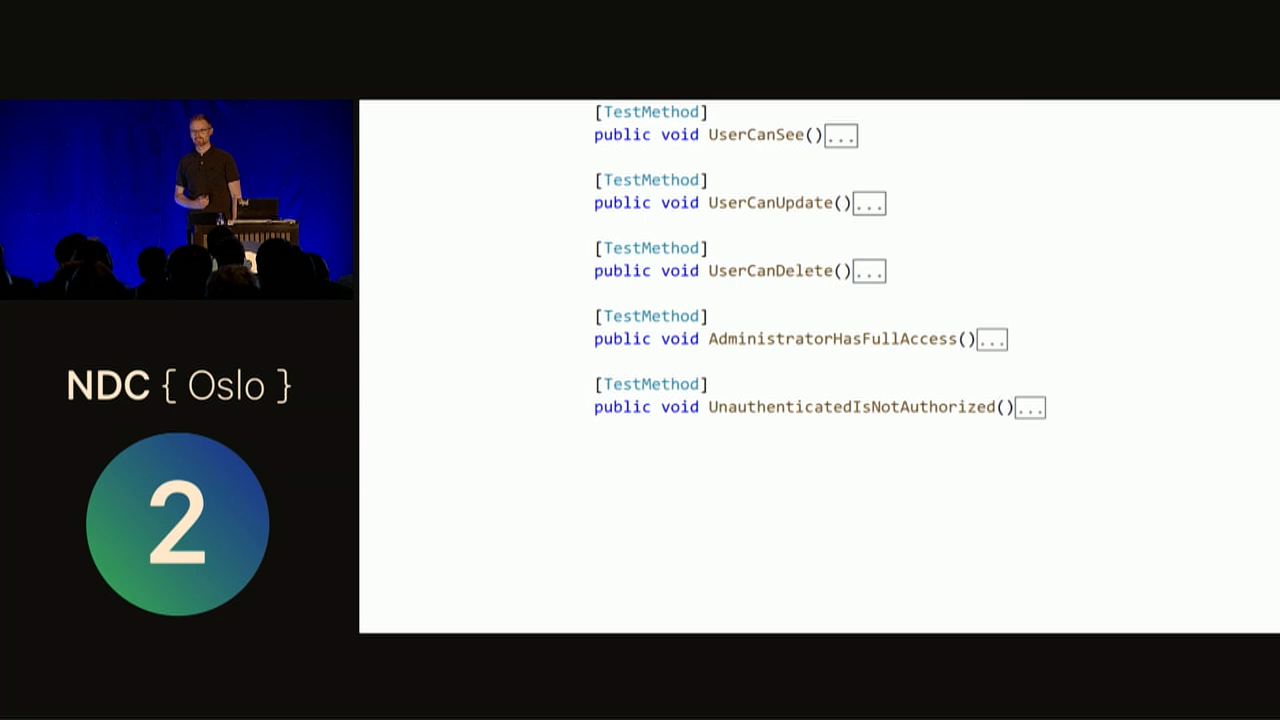 [TestMethod]
public void UserCanSee()...
[TestMethod]
public void UserCanUpdate()...
[TestMethod]
public void UserCanDelete()...
[TestMethod]
public void AdministratorHasFullAccess()...
[TestMethod]
public void UnauthenticatedIsNotAuthorized()...
NDC { Oslo }
2